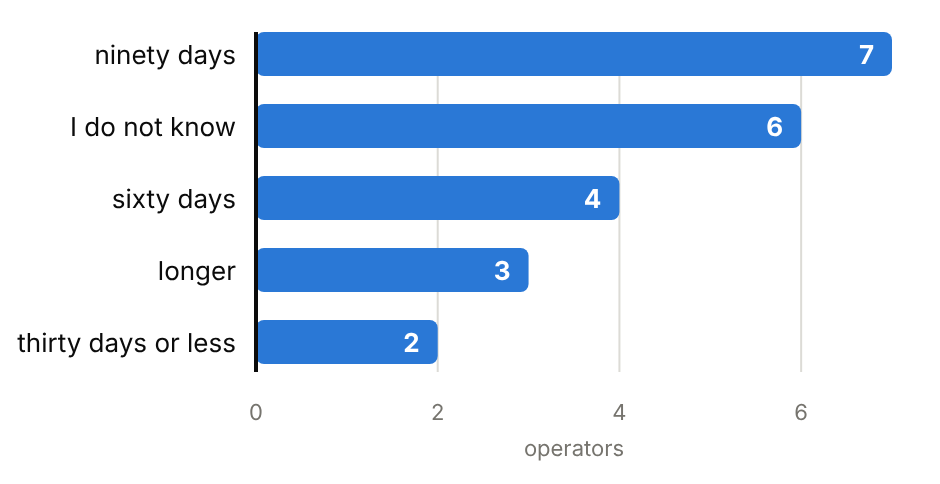 ninety days 7
I do not know 6
sixty days 4
longer 3
thirty days or less 2
0 2 4 6
operators